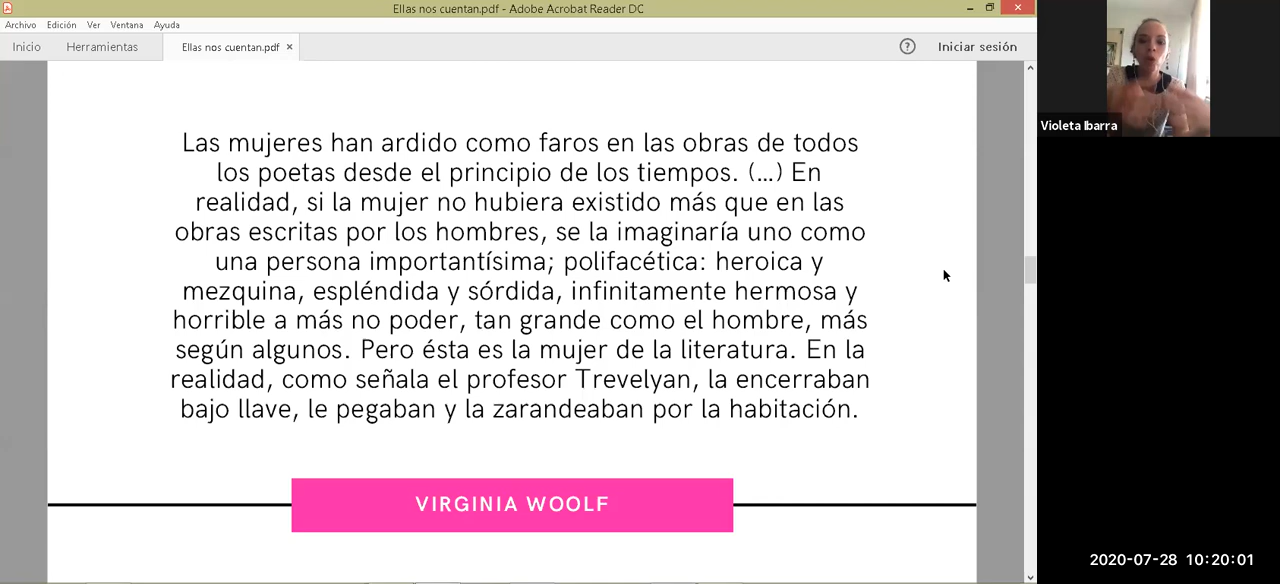 Ellas nos cuentan.pdf - Adobe Acrobat Reader DC
Archivo Edición Ver Ventana Ayuda
Inicio Herramientas Ellas nos cuentan.pdf × ? Iniciar sesión
Las mujeres han ardido como faros en las obras de todos
los poetas desde el principio de los tiempos. (...) En
realidad, si la mujer no hubiera existido más que en las
obras escritas por los hombres, se la imaginaría uno como
una persona importantísima; polifacética: heroica y
mezquina, espléndida y sórdida, infinitamente hermosa y
horrible a más no poder, tan grande como el hombre, más
según algunos. Pero ésta es la mujer de la literatura. En la
realidad, como señala el profesor Trevelyan, la encerraban
bajo llave, le pegaban y la zarandeaban por la habitación.
VIRGINIA WOOLF
Violeta Ibarra
2020-07-28 10:20:01